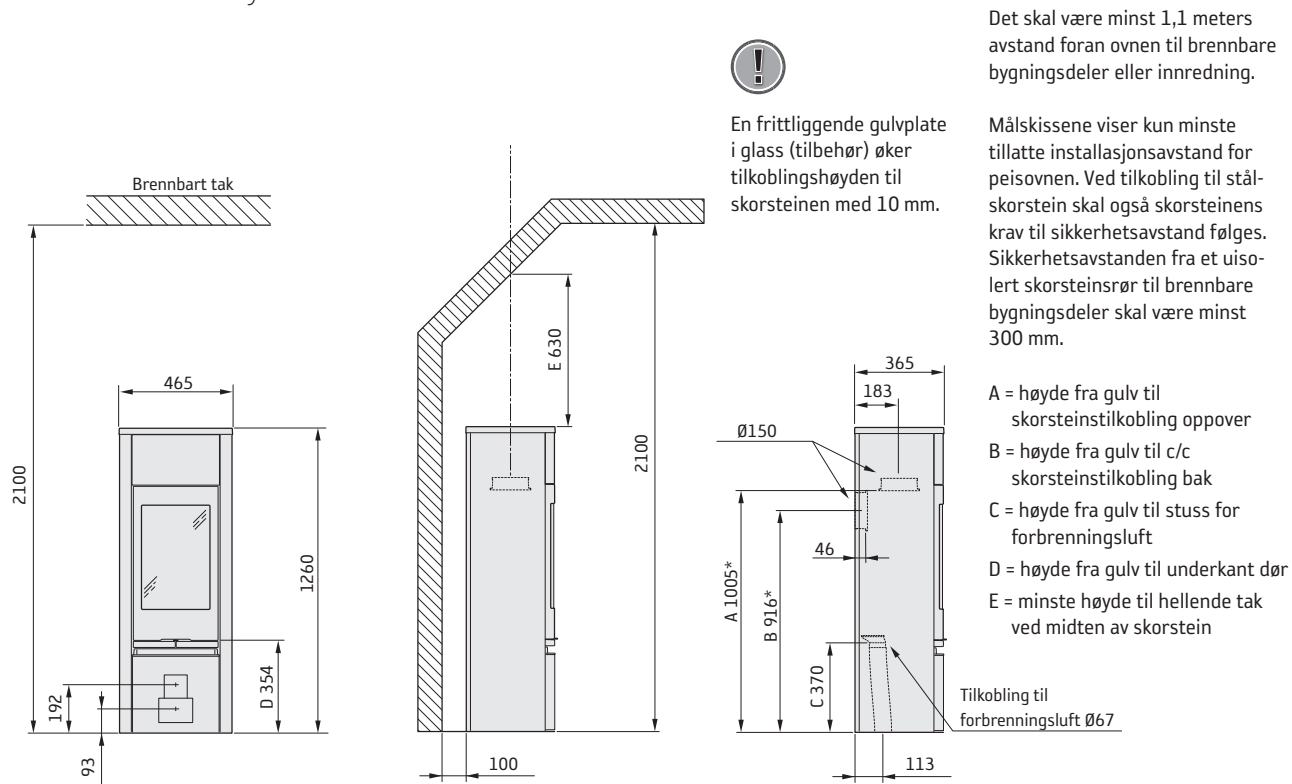 Det skal være minst 1,1 meters
avstand foran ovnen til brennbare
bygningsdeler eller innredning.
En frittliggende gulvplate
i glass (tilbehør) øker
tilkoblingshøyden til
skorsteinen med 10 mm.
Målskissene viser kun minste
tillatte installasjonsavstand for
peisovnen. Ved tilkobling til stål-
skorstein skal også skorsteinens
krav til sikkerhetsavstand følges.
Sikkerhetsavstanden fra et uiso-
lert skorsteinsrør til brennbare
bygningsdeler skal være minst
300 mm.
A = høyde fra gulv til
skorsteinstilkobling oppover
B = høyde fra gulv til c/c
skorsteinstilkobling bak
C = høyde fra gulv til stuss for
forbrenningsluft
D = høyde fra gulv til underkant dør
E = minste høyde til hellende tak
ved midten av skorstein
Brennbart tak
2100
465
1260
D 354
192
93
E 630
2100
100
365
183
Ø150
46
A 1005*
B 916*
C 370
Tilkobling til
forbrenningsluft Ø67
113